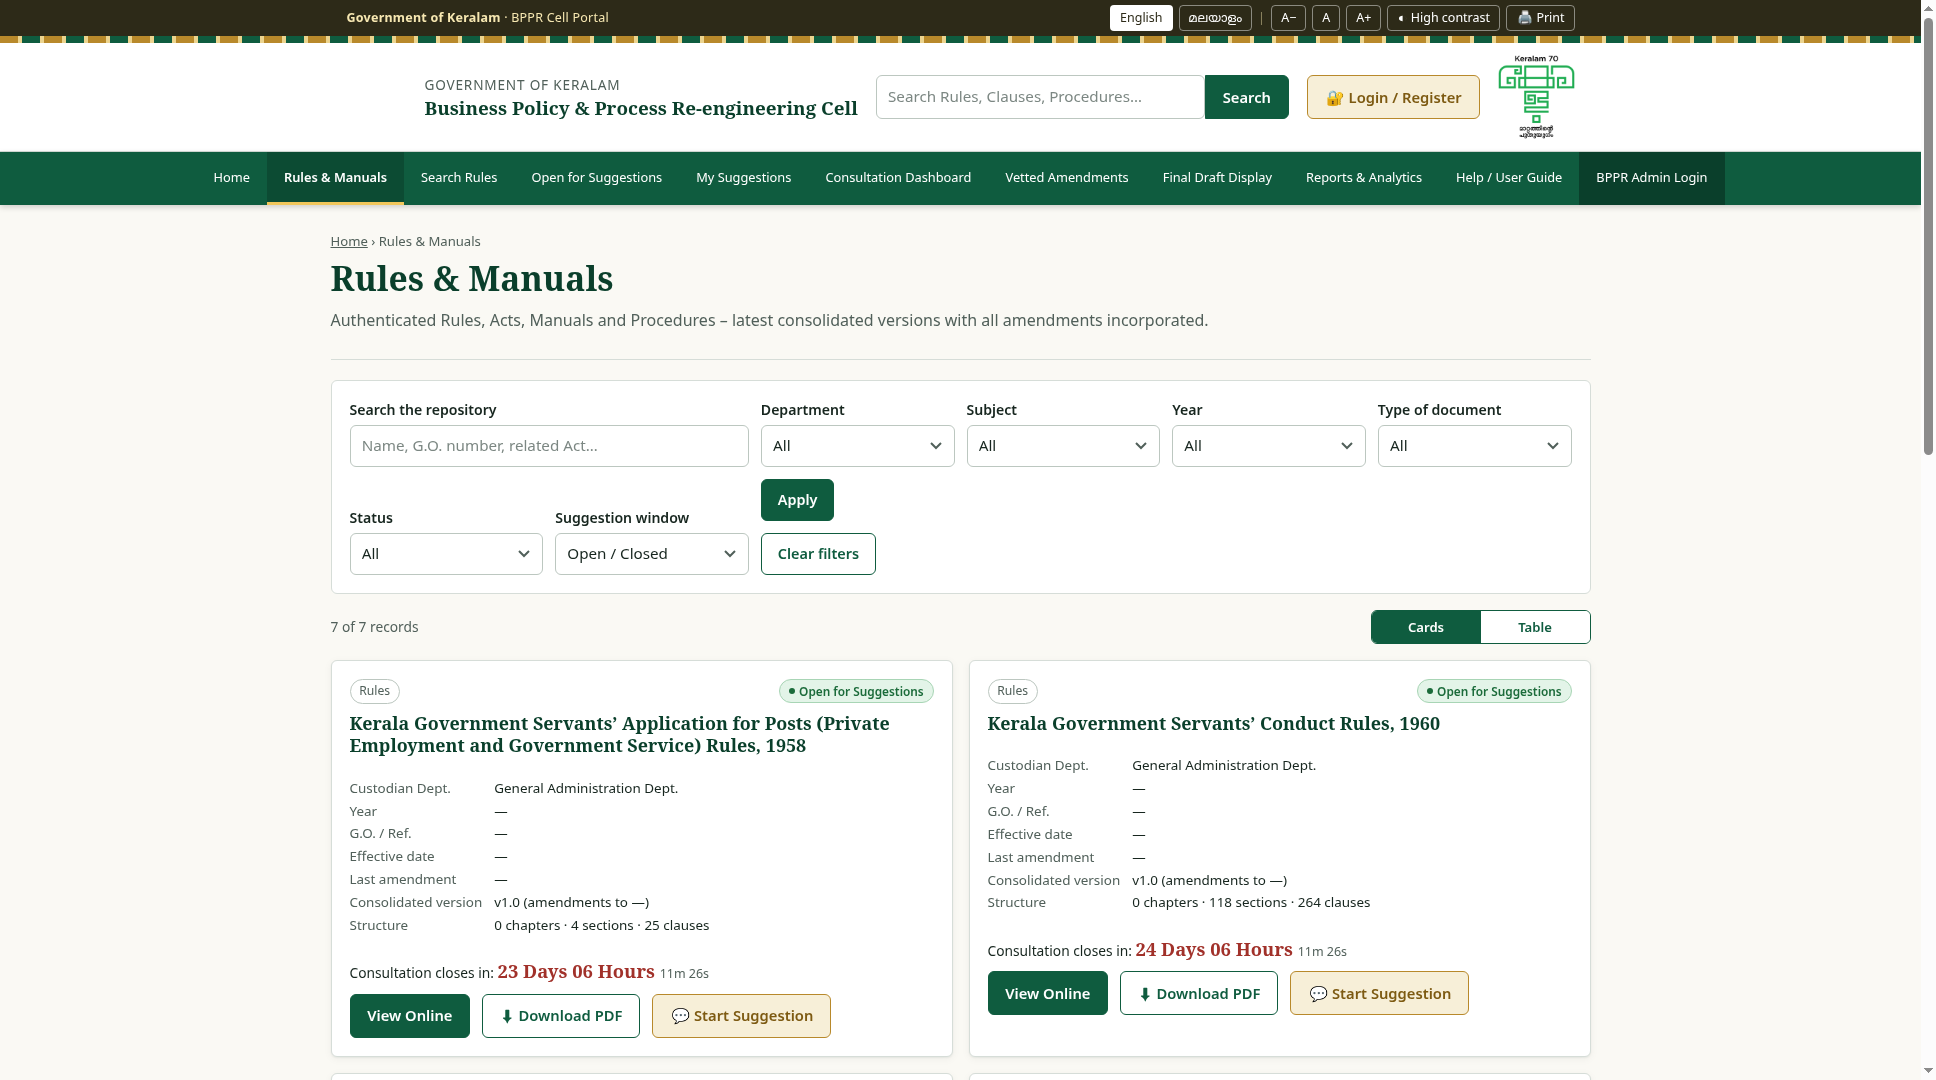 Government of Keralam · BPPR Cell Portal
English
മലയാളം
A−
A
A+
High contrast
Print
GOVERNMENT OF KERALAM
Business Policy & Process Re-engineering Cell
Search Rules, Clauses, Procedures...
Search
Login / Register
Keralam 70
മാറ്റത്തിന്റെ
പുതുയുഗം
Home
Rules & Manuals
Search Rules
Open for Suggestions
My Suggestions
Consultation Dashboard
Vetted Amendments
Final Draft Display
Reports & Analytics
Help / User Guide
BPPR Admin Login
Home › Rules & Manuals
Rules & Manuals
Authenticated Rules, Acts, Manuals and Procedures – latest consolidated versions with all amendments incorporated.
Search the repository
Name, G.O. number, related Act...
Department
All
Subject
All
Year
All
Type of document
All
Status
All
Suggestion window
Open / Closed
Apply
Clear filters
7 of 7 records
Cards
Table
Rules
Open for Suggestions
Kerala Government Servants’ Application for Posts (Private
Employment and Government Service) Rules, 1958
Custodian Dept. General Administration Dept.
Year —
G.O. / Ref. —
Effective date —
Last amendment —
Consolidated version v1.0 (amendments to —)
Structure 0 chapters · 4 sections · 25 clauses
Consultation closes in: 23 Days 06 Hours 11m 26s
View Online
Download PDF
Start Suggestion
Rules
Open for Suggestions
Kerala Government Servants’ Conduct Rules, 1960
Custodian Dept. General Administration Dept.
Year —
G.O. / Ref. —
Effective date —
Last amendment —
Consolidated version v1.0 (amendments to —)
Structure 0 chapters · 118 sections · 264 clauses
Consultation closes in: 24 Days 06 Hours 11m 26s
View Online
Download PDF
Start Suggestion